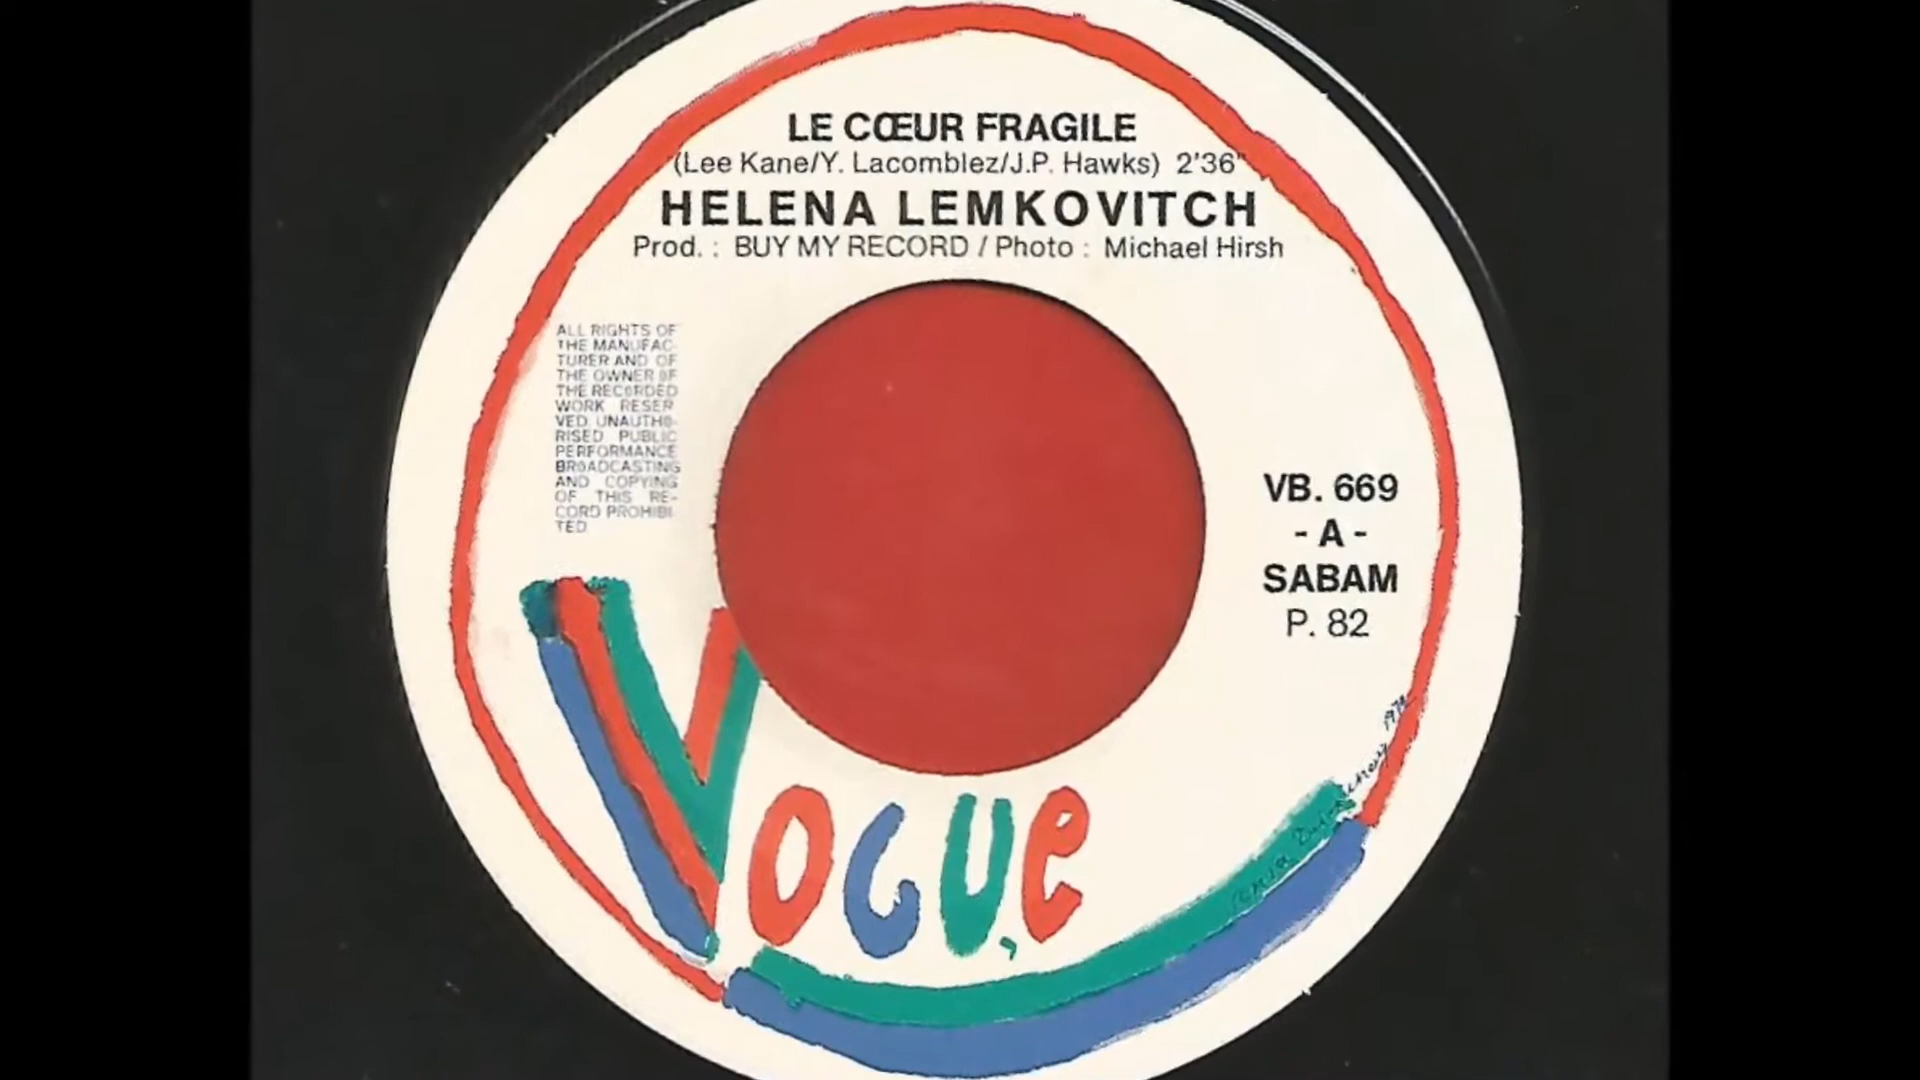 LE CŒUR FRAGILE
(Lee Kane/Y. Lacomblez/J.P. Hawks) 2'36"
HELENA LEMKOVITCH
Prod. : BUY MY RECORD / Photo : Michael Hirsh
ALL RIGHTS OF
THE MANUFAC-
TURER AND OF
THE OWNER OF
THE RECORDED
WORK RESER
VED. UNAUTHO-
RISED PUBLIC
PERFORMANCE
BROADCASTING
AND COPYING
OF THIS RE-
CORD PROHIBI
TED
VB. 669
- A -
SABAM
P. 82
VOGUE